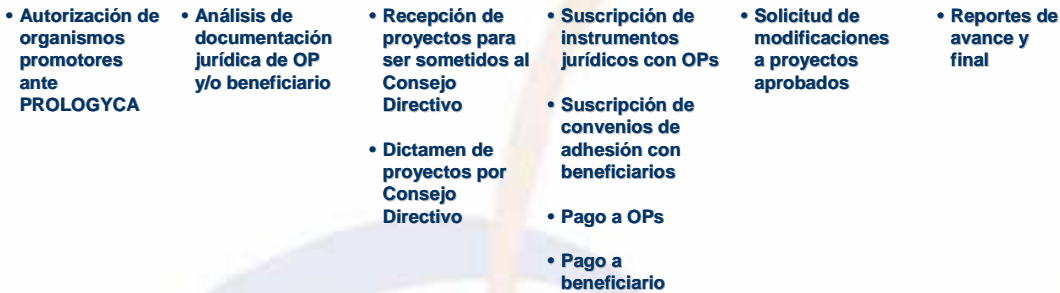 • Autorización de
organismos
promotores
ante
PROLOGYCA
• Análisis de
documentación
jurídica de OP
y/o beneficiario
• Recepción de
proyectos para
ser sometidos al
Consejo
Directivo
• Dictamen de
proyectos por
Consejo
Directivo
• Suscripción de
instrumentos
jurídicos con OPs
• Suscripción de
convenios de
adhesión con
beneficiarios
• Pago a OPs
• Pago a
beneficiario
• Solicitud de
modificaciones
a proyectos
aprobados
• Reportes de
avance y
final